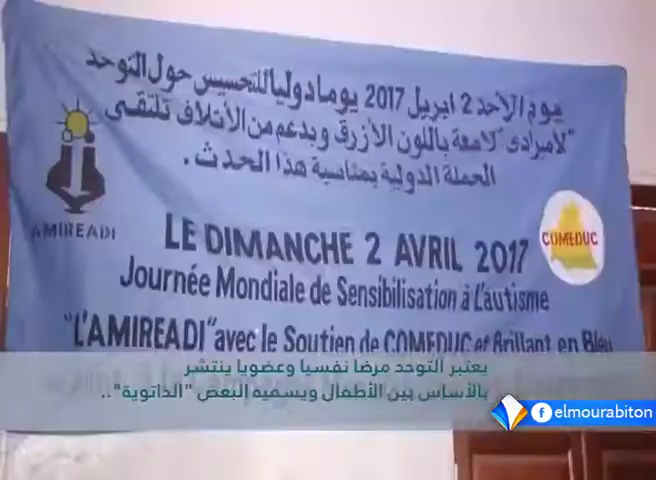 يوم الأحد 2 ابريل 2017 يوما دوليا للتحسيس حول التوحد
"لاميرادى" لامعة باللون الأزرق وبدعم من الأئلاف تلتقى
الحملة الدولية بمناسبة هذا الحدث.
AMIREADI
COMEDUC
LE DIMANCHE 2 AVRIL 2017
Journée Mondiale de Sensibilisation à L'autisme
"L'AMIREADI" avec le Soutien de COMEDUC et Brillant en Bleu
يعتبر التوحد مرضا نفسيا وعضويا ينتشر
بالأساس بين الأطفال ويسميه البعض "الذاتوية"..
elmourabiton